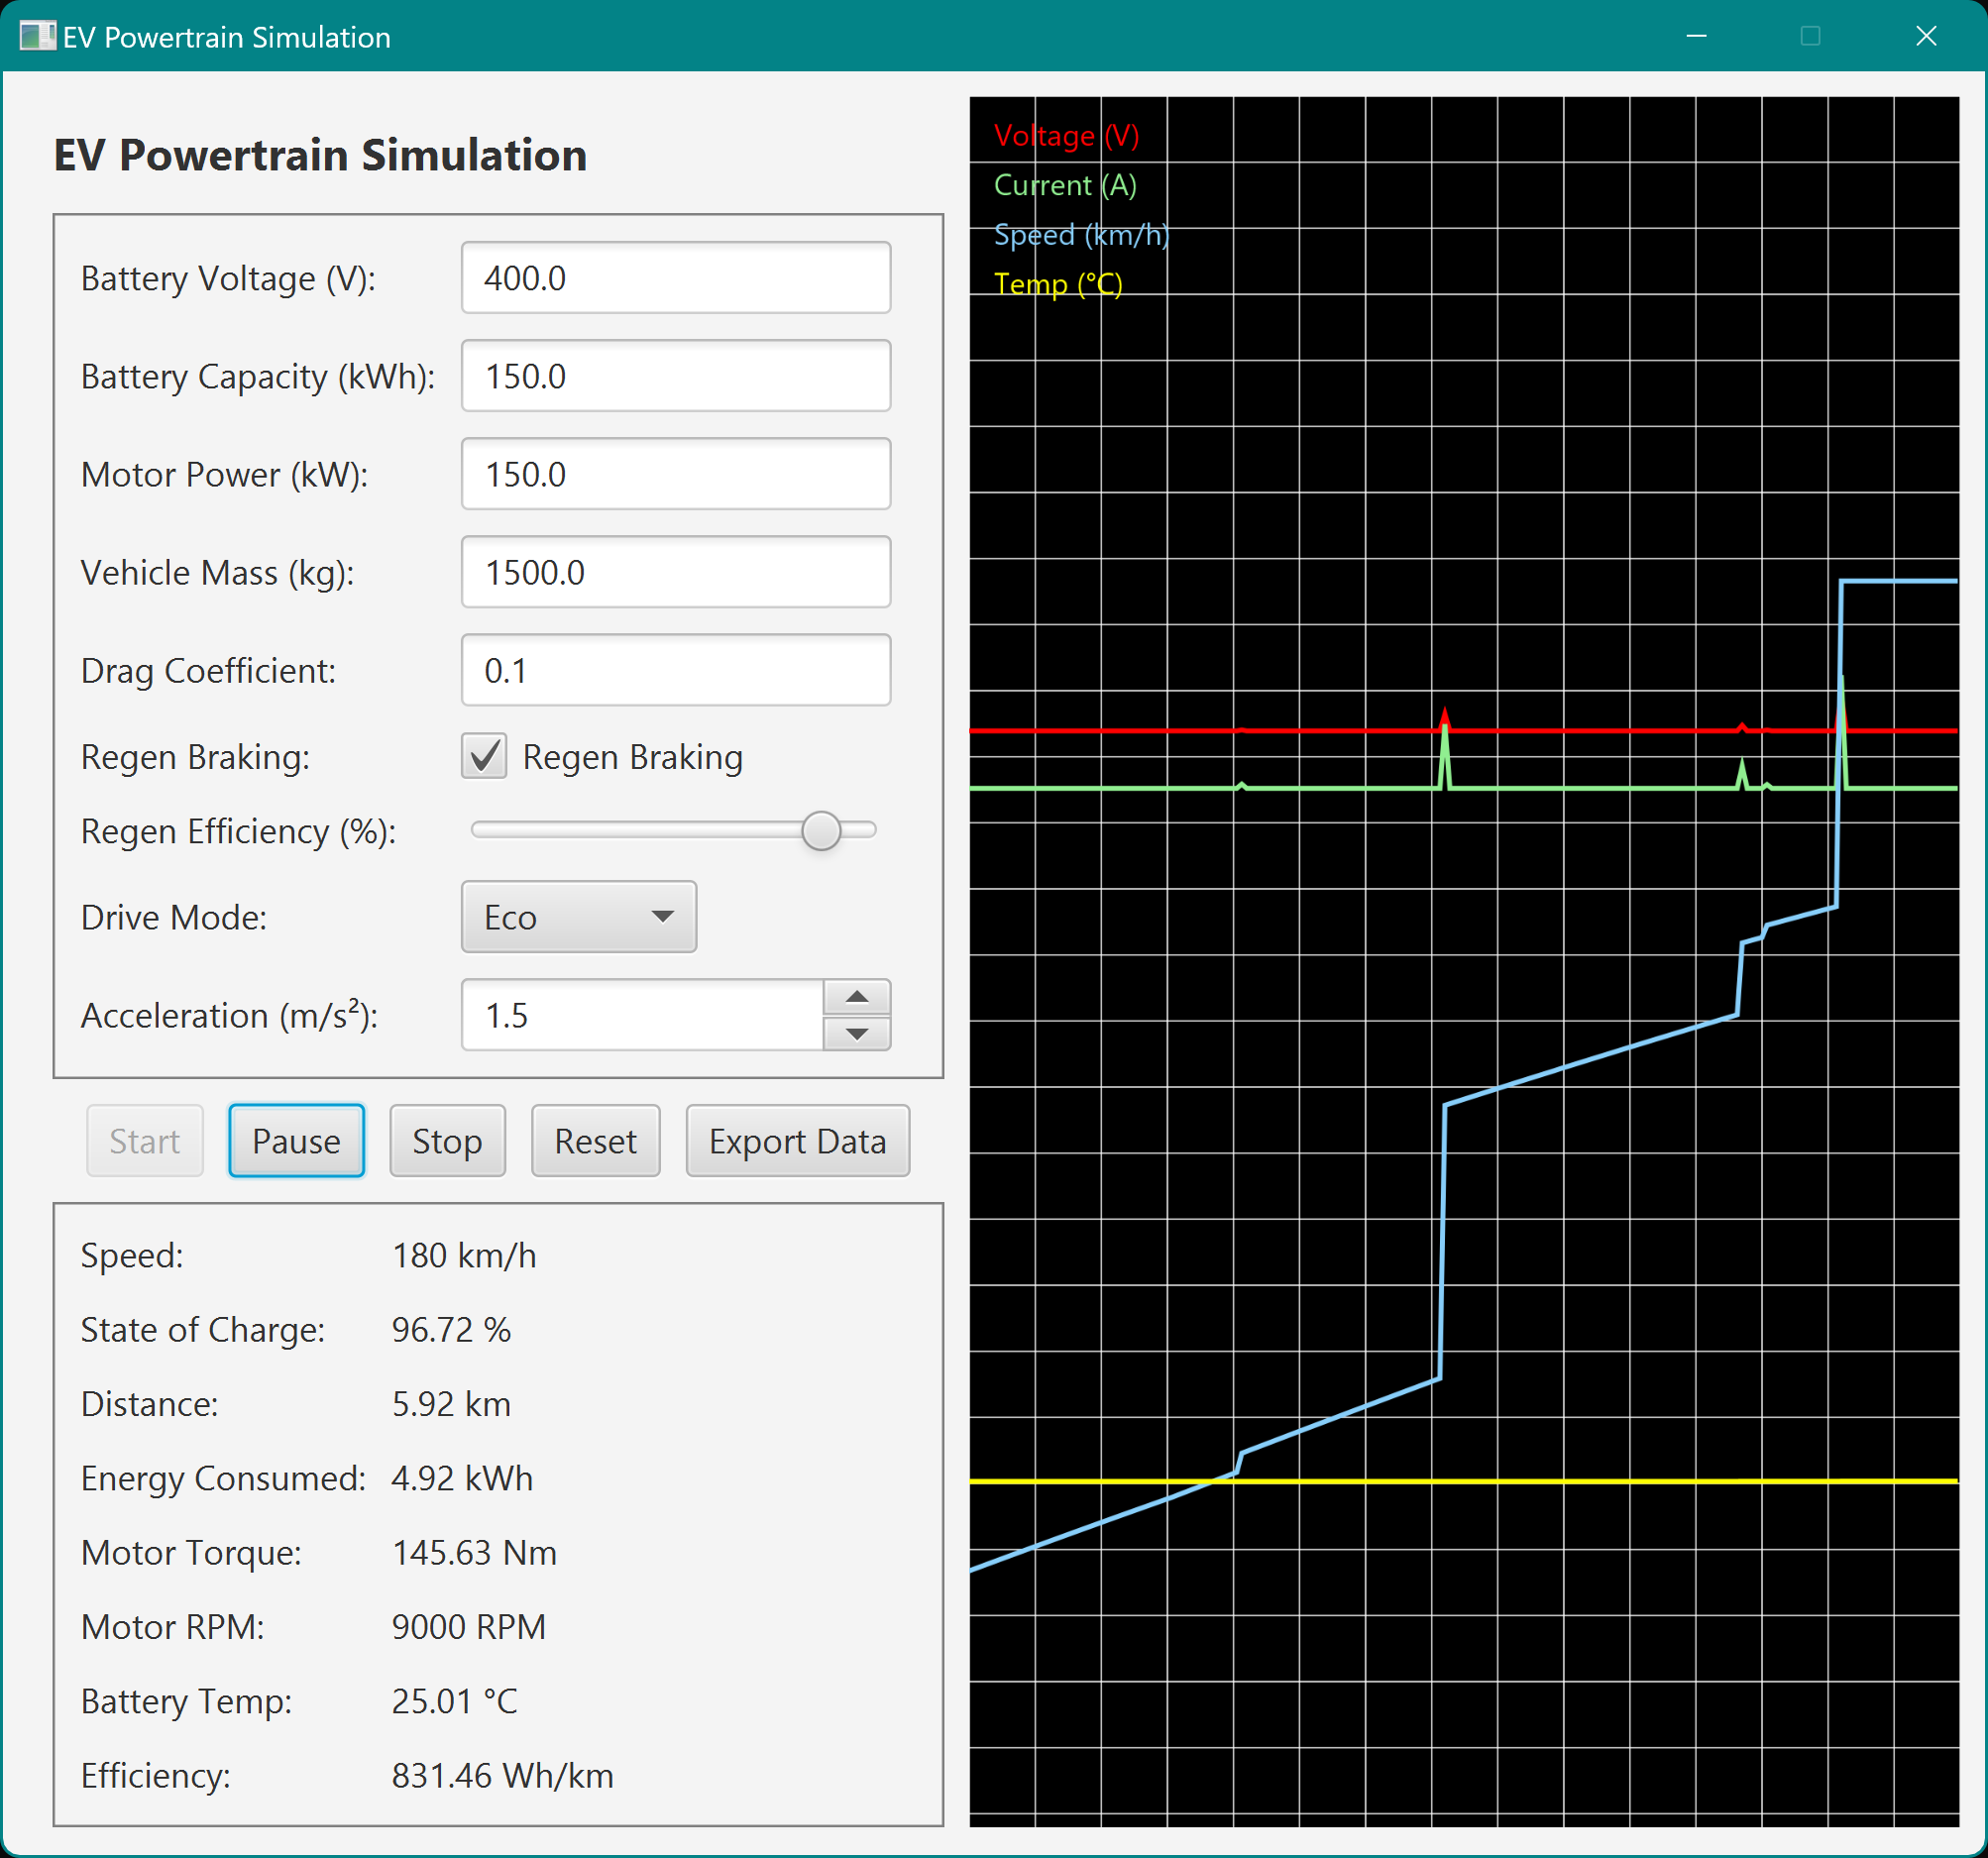 EV Powertrain Simulation
EV Powertrain Simulation
Battery Voltage (V): 400.0
Battery Capacity (kWh): 150.0
Motor Power (kW): 150.0
Vehicle Mass (kg): 1500.0
Drag Coefficient: 0.1
Regen Braking: Regen Braking
Regen Efficiency (%):
Drive Mode: Eco
Acceleration (m/s²): 1.5
Start Pause Stop Reset Export Data
Speed: 180 km/h
State of Charge: 96.72 %
Distance: 5.92 km
Energy Consumed: 4.92 kWh
Motor Torque: 145.63 Nm
Motor RPM: 9000 RPM
Battery Temp: 25.01 °C
Efficiency: 831.46 Wh/km
Voltage (V)
Current (A)
Speed (km/h)
Temp (°C)